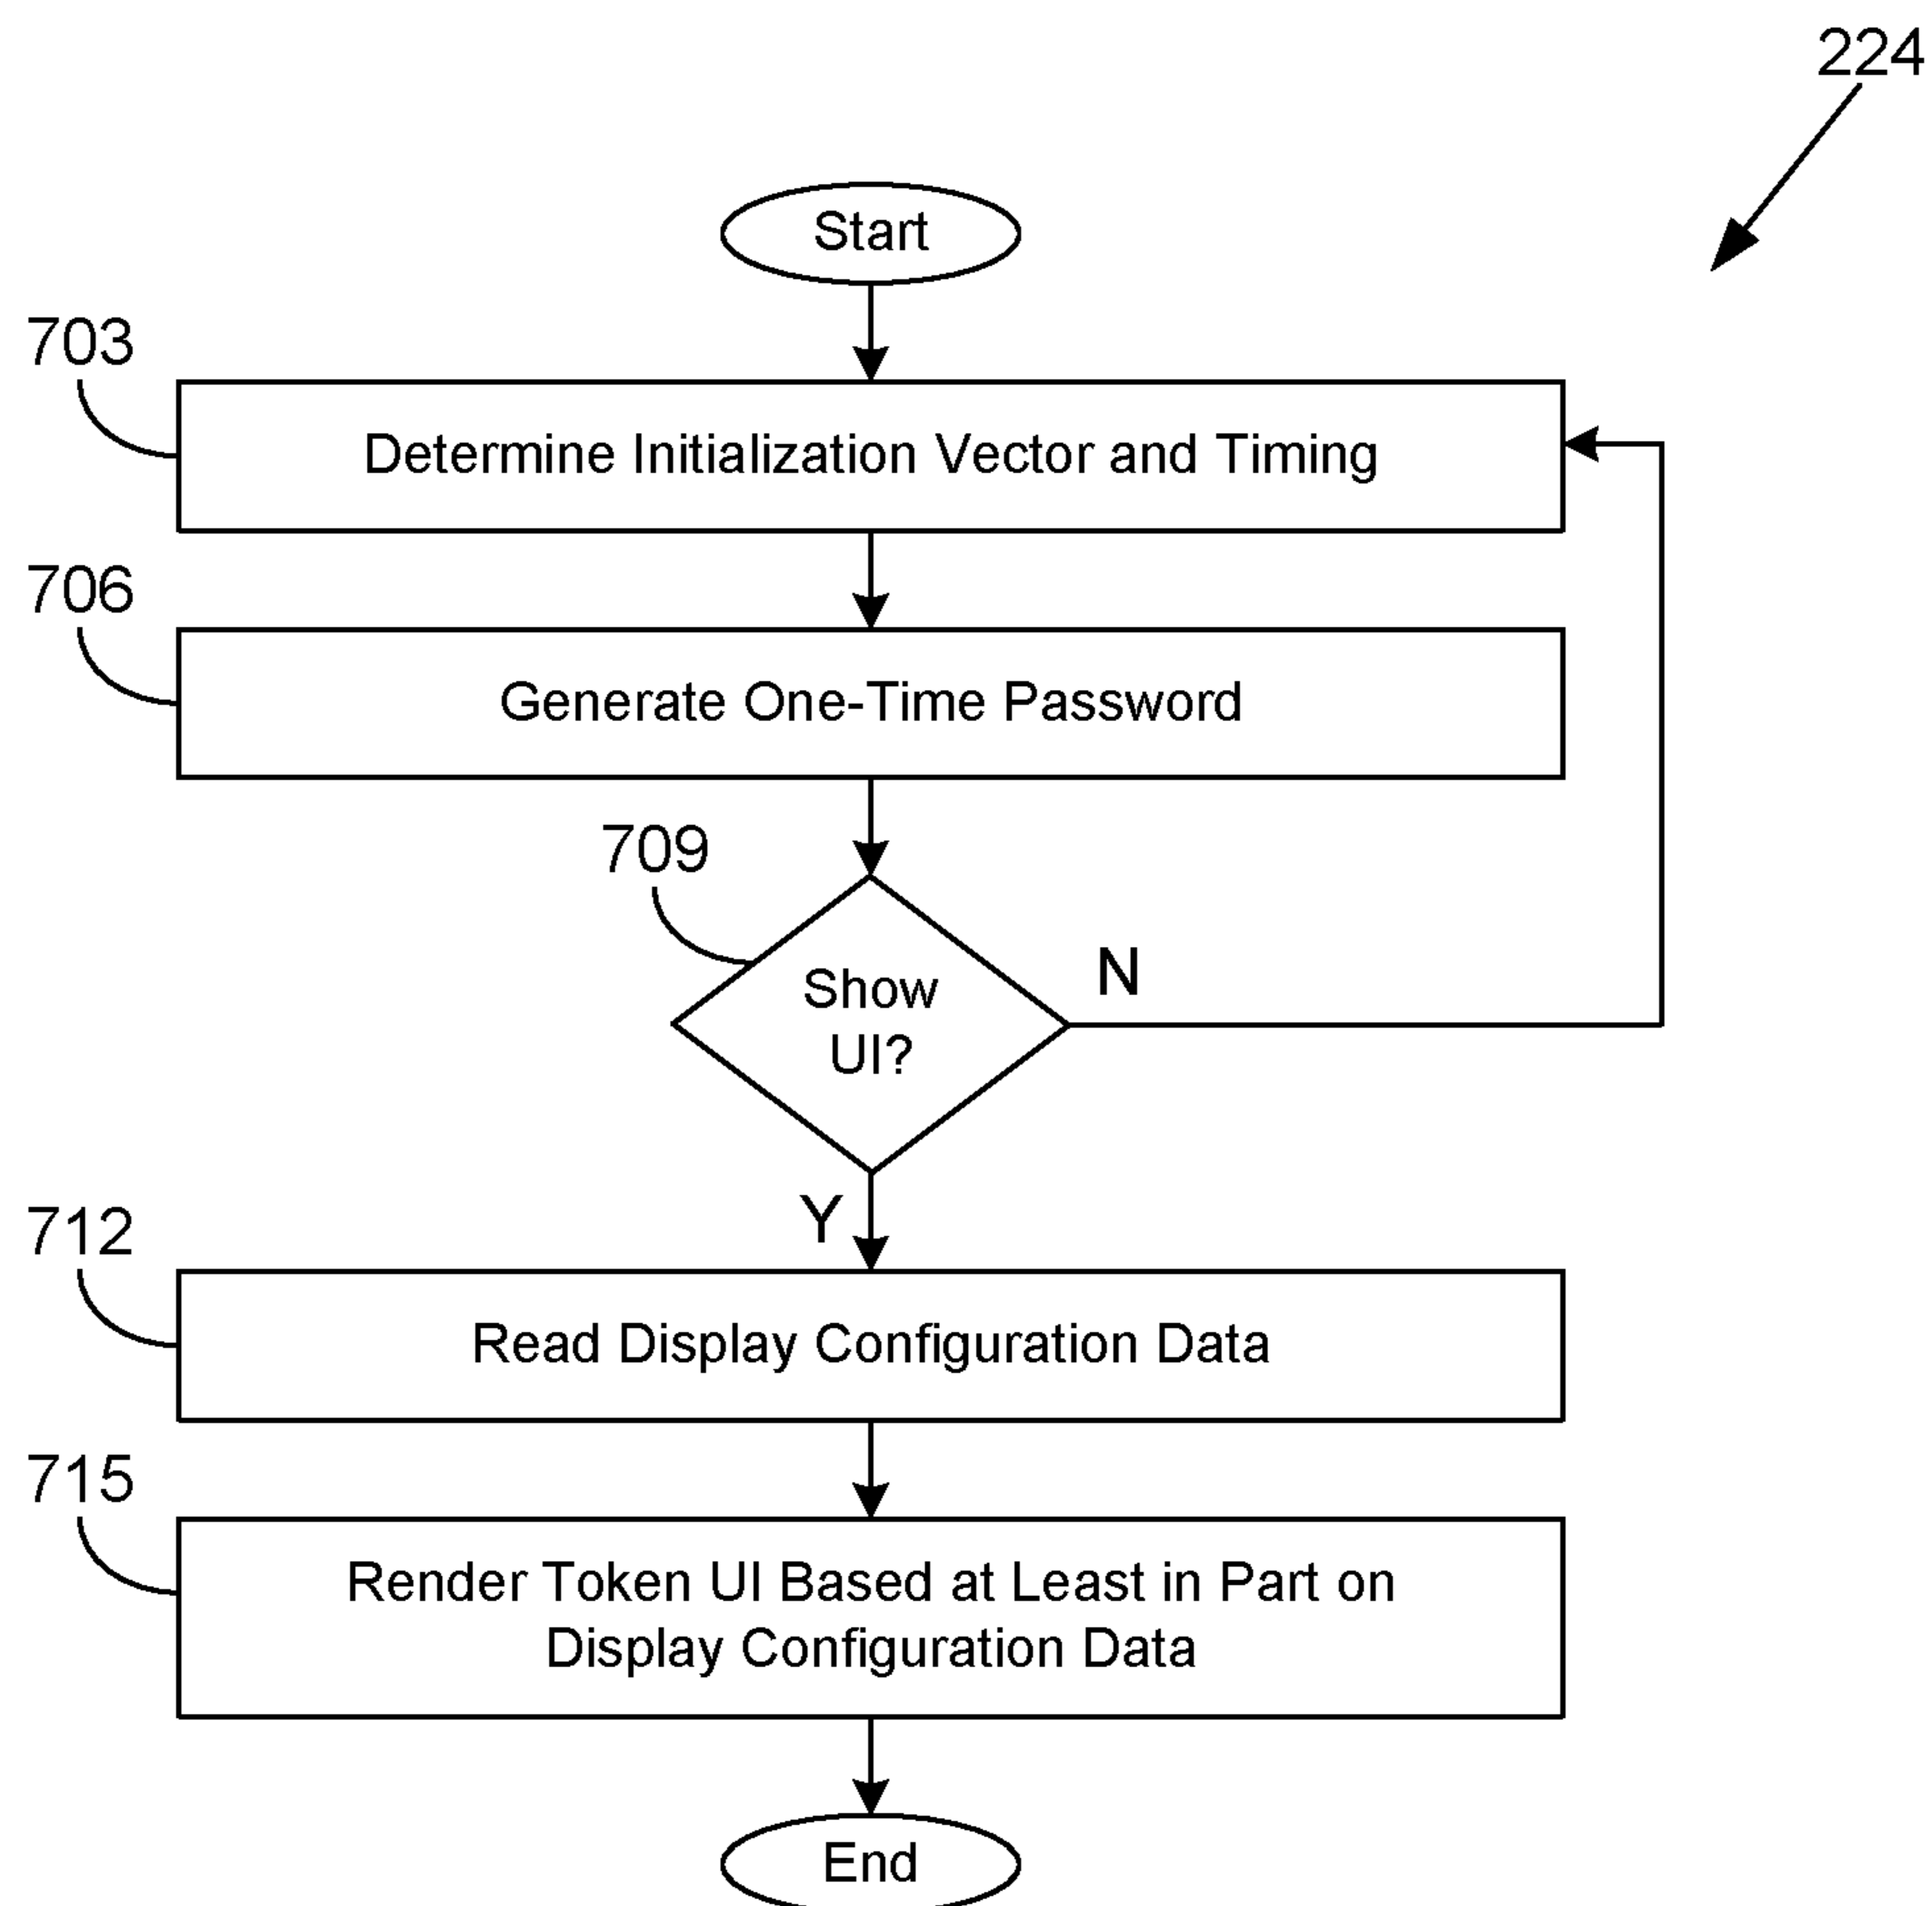 224
Start
703
Determine Initialization Vector and Timing
706
Generate One-Time Password
709
Show
UI?
N
Y
712
Read Display Configuration Data
715
Render Token UI Based at Least in Part on
Display Configuration Data
End